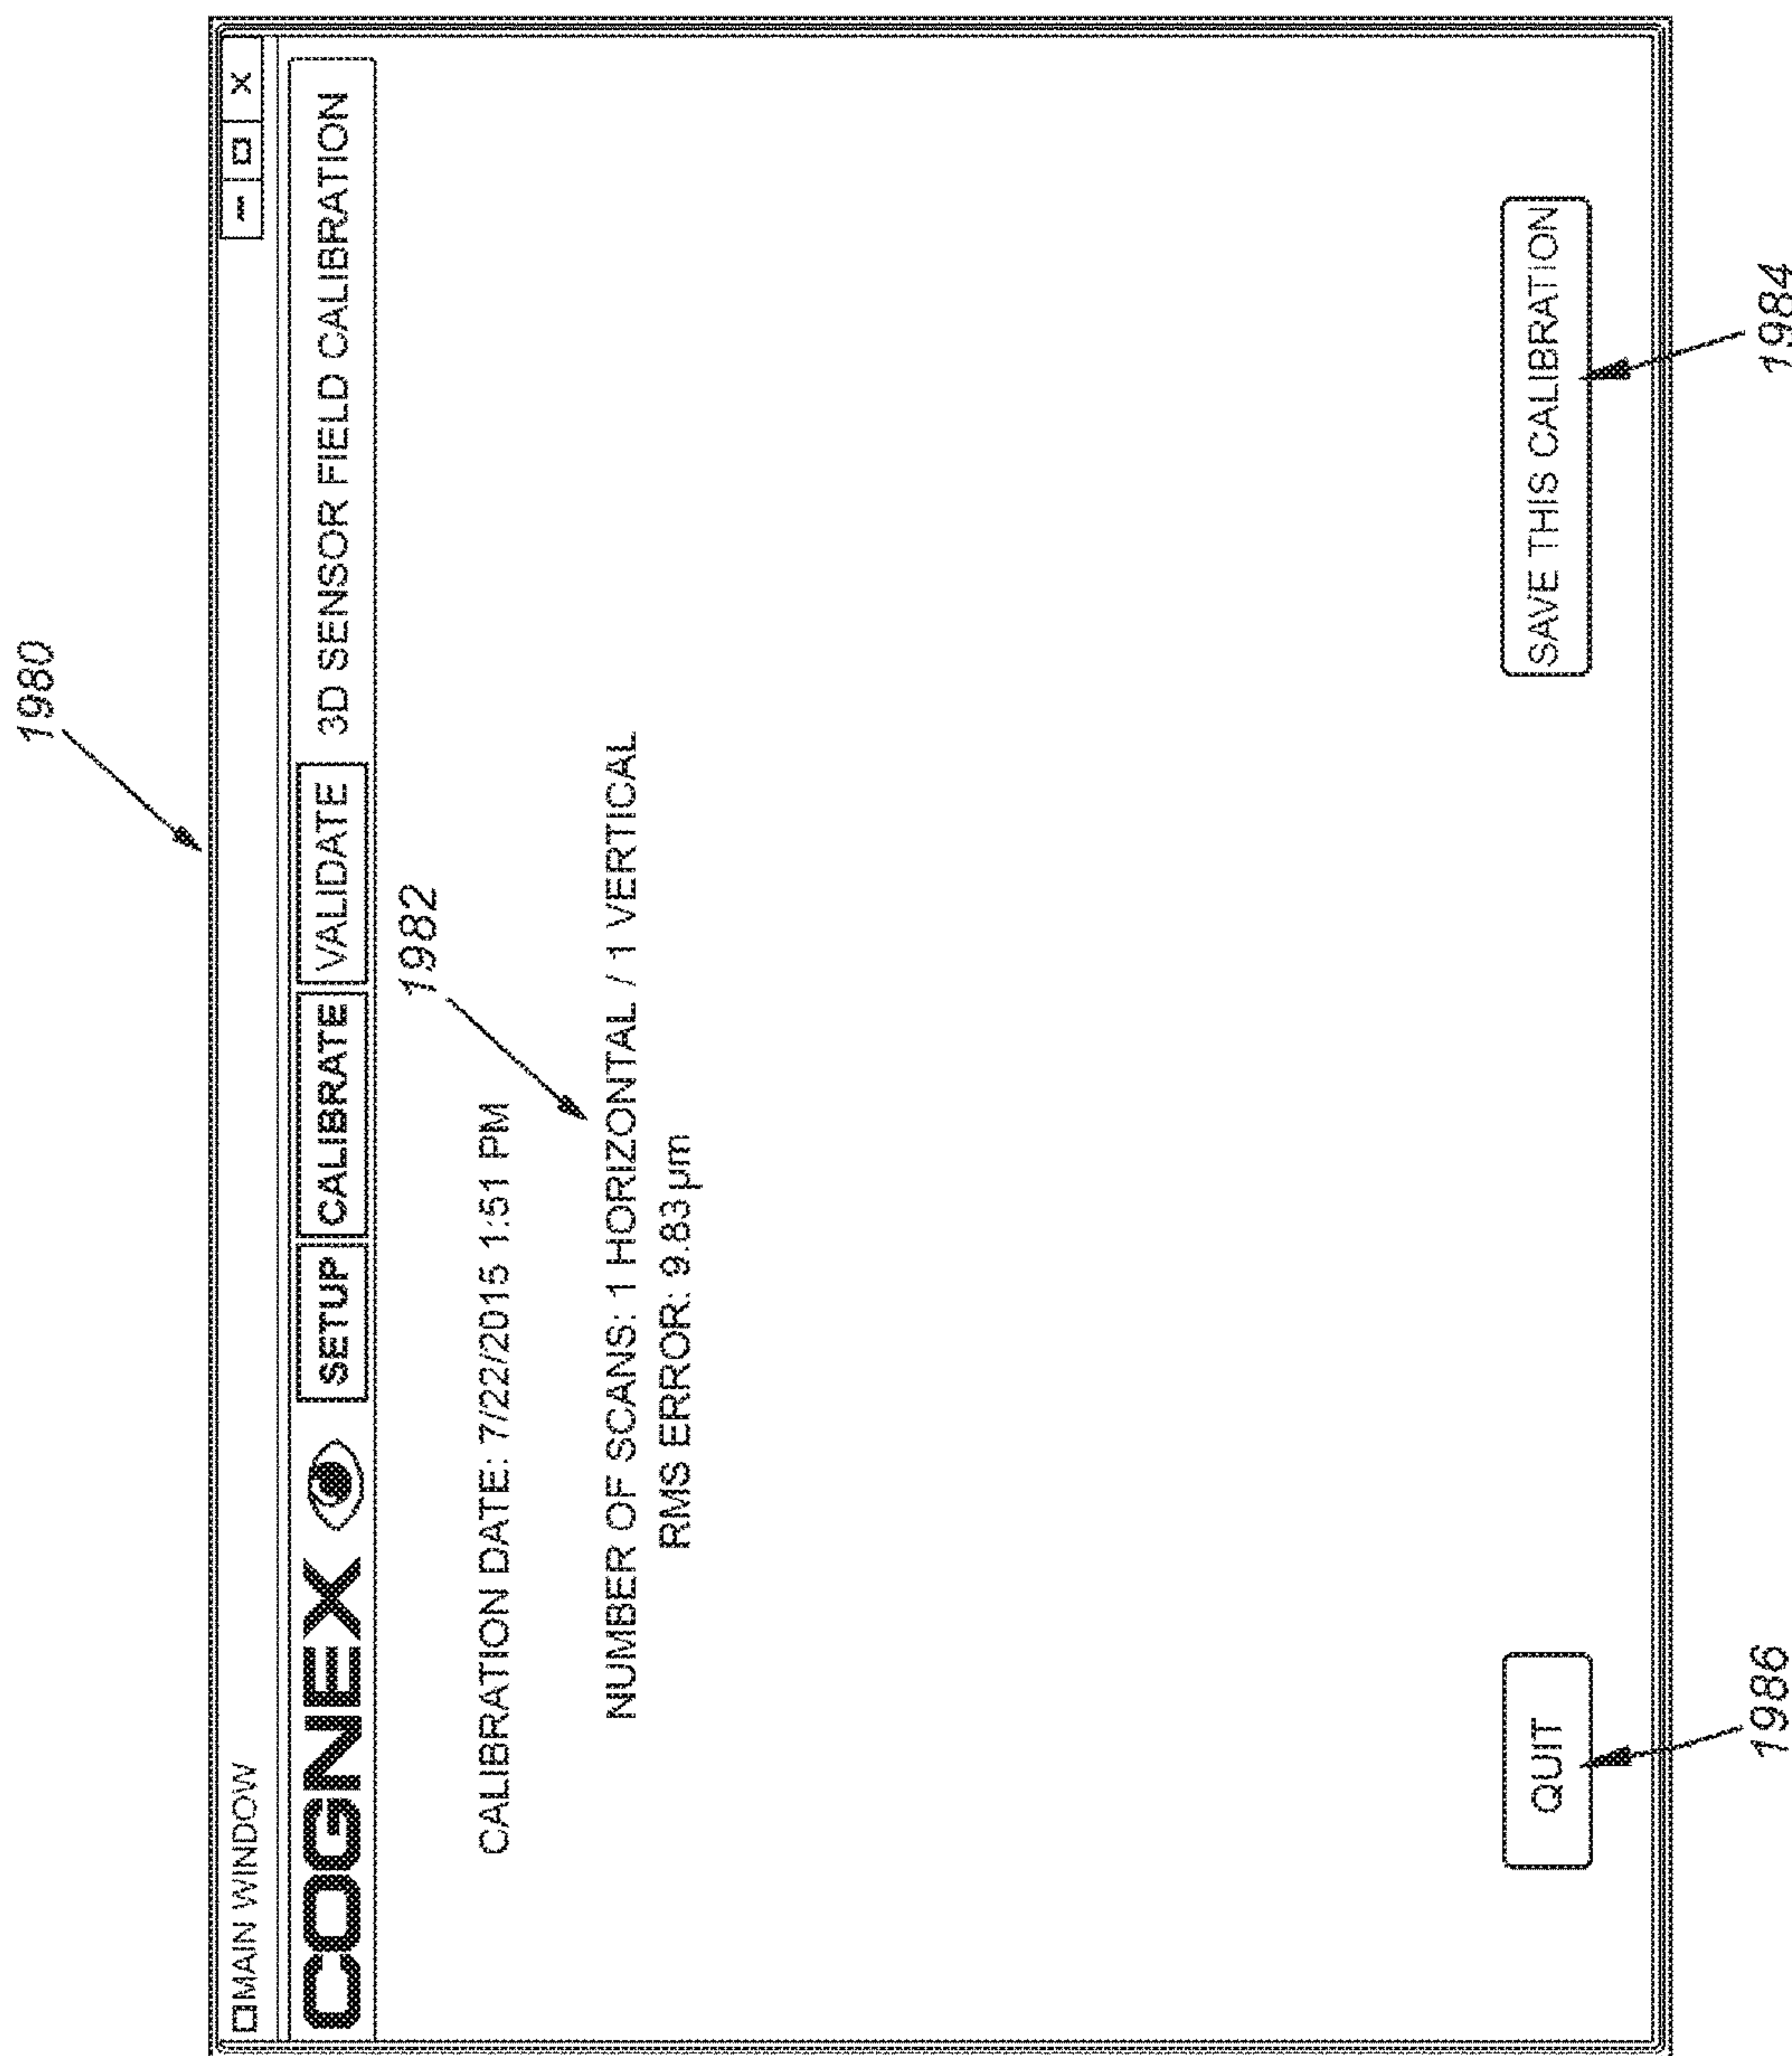 1980
MAIN WINDOW
COGNEX SETUP CALIBRATE VALIDATE 3D SENSOR FIELD CALIBRATION
1982
CALIBRATION DATE: 7/22/2015 1:51 PM
NUMBER OF SCANS: 1 HORIZONTAL / 1 VERTICAL
RMS ERROR: 9.83 µm
QUIT
SAVE THIS CALIBRATION
1986
1984